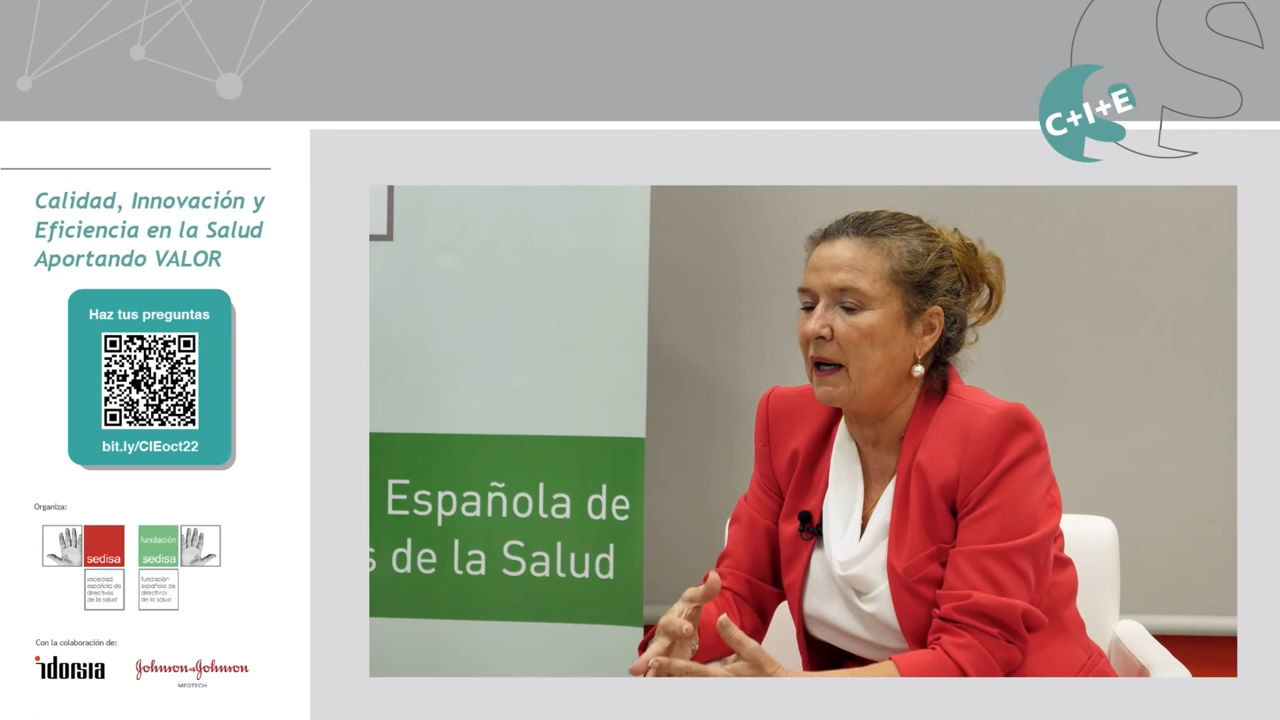 C+I+E
Calidad, Innovación y
Eficiencia en la Salud
Aportando VALOR
Haz tus preguntas
bit.ly/CIEoct22
Española de
s de la Salud
Organiza:
sedisa
sociedad
española de
directivos
de la salud
fundación
sedisa
fundación
española de
directivos
de la salud
Con la colaboración de:
idorsia
Johnson & Johnson
MEDTECH